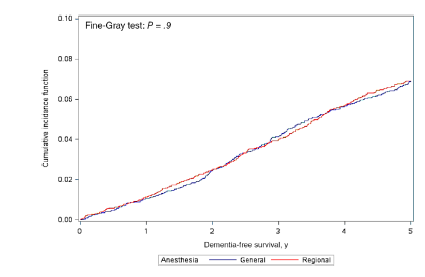 0.10
Fine-Gray test: P = .9
0.08
0.06
0.04
0.02
0.00
Cumulative incidence function
0 1 2 3 4 5
Dementia-free survival, y
Anesthesia General Regional